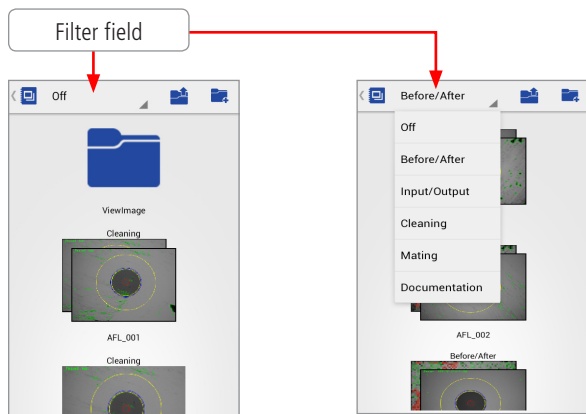 Filter field
Off
ViewImage
Cleaning
AFL_001
Cleaning
Before/After
Off
Before/After
Input/Output
Cleaning
Mating
Documentation
AFL_002
Before/After